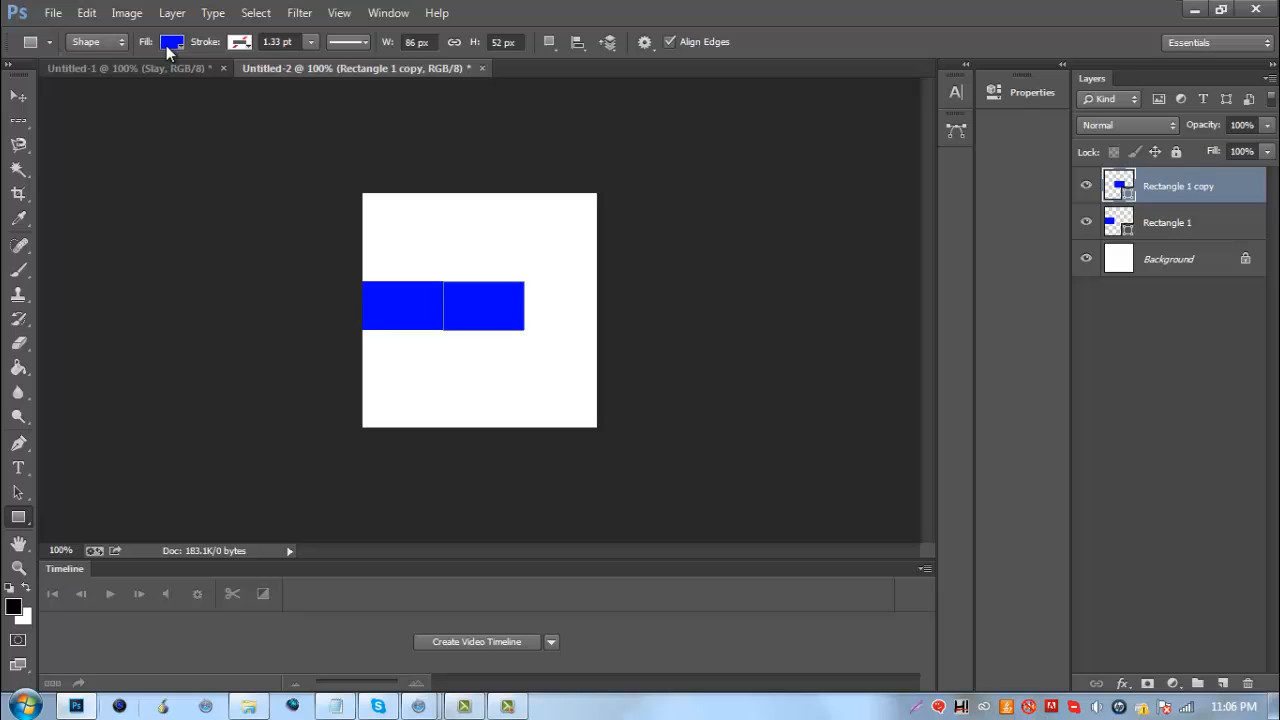 Ps File Edit Image Layer Type Select Filter View Window Help
Shape Fill: Stroke: 1.33 pt W: 86 px H: 52 px Align Edges Essentials
Untitled-1 @ 100% (Slay, RGB/8) * × Untitled-2 @ 100% (Rectangle 1 copy, RGB/8) * ×
Layers
Properties
Kind
Normal Opacity: 100%
Lock: Fill: 100%
Rectangle 1 copy
Rectangle 1
Background
100% Doc: 183.1K/0 bytes
Timeline
Create Video Timeline
11:06 PM